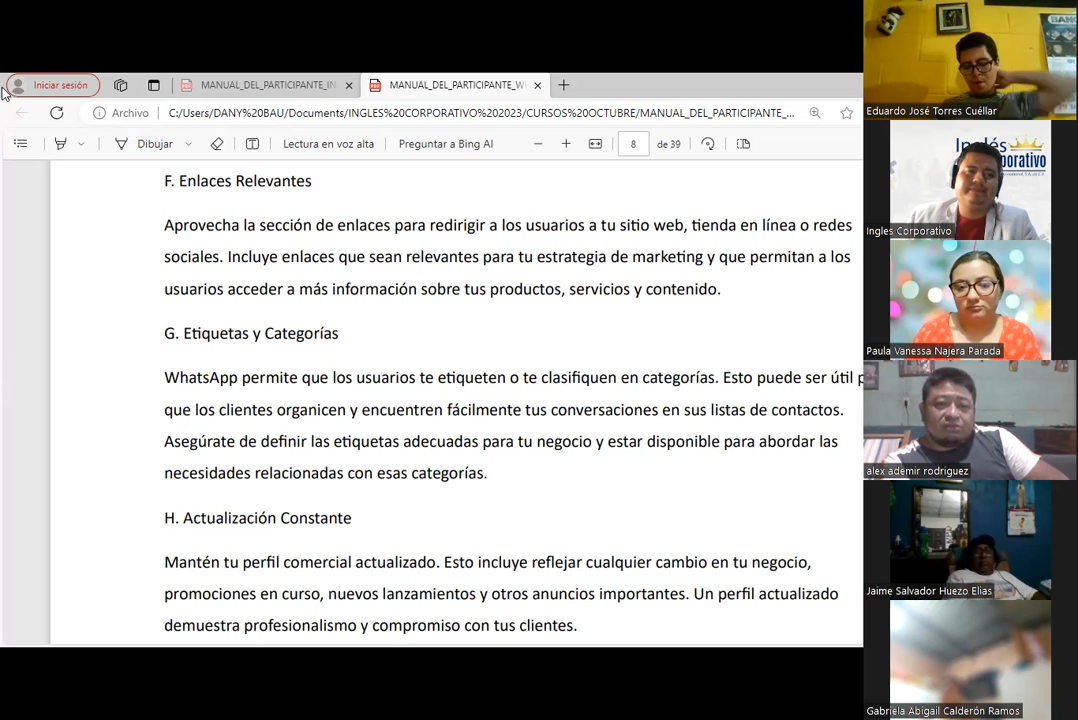 Iniciar sesión
MANUAL_DEL_PARTICIPANTE_IN
MANUAL_DEL_PARTICIPANTE_W
Archivo
C:/Users/DANY%20BAU/Documents/INGLES%20CORPORATIVO%202023/CURSOS%20OCTUBRE/MANUAL_DEL_PARTICIPANTE_...
Dibujar
Lectura en voz alta
Preguntar a Bing AI
8
de 39
F. Enlaces Relevantes
Aprovecha la sección de enlaces para redirigir a los usuarios a tu sitio web, tienda en línea o redes
sociales. Incluye enlaces que sean relevantes para tu estrategia de marketing y que permitan a los
usuarios acceder a más información sobre tus productos, servicios y contenido.
G. Etiquetas y Categorías
WhatsApp permite que los usuarios te etiqueten o te clasifiquen en categorías. Esto puede ser útil p
que los clientes organicen y encuentren fácilmente tus conversaciones en sus listas de contactos.
Asegúrate de definir las etiquetas adecuadas para tu negocio y estar disponible para abordar las
necesidades relacionadas con esas categorías.
H. Actualización Constante
Mantén tu perfil comercial actualizado. Esto incluye reflejar cualquier cambio en tu negocio,
promociones en curso, nuevos lanzamientos y otros anuncios importantes. Un perfil actualizado
demuestra profesionalismo y compromiso con tus clientes.
Eduardo José Torres Cuéllar
Inglés
Ingles Corporativo
Paula Vanessa Najera Parada
alex ademir rodríguez
Jaime Salvador Huezo Elias
Gabriela Abigail Calderón Ramos